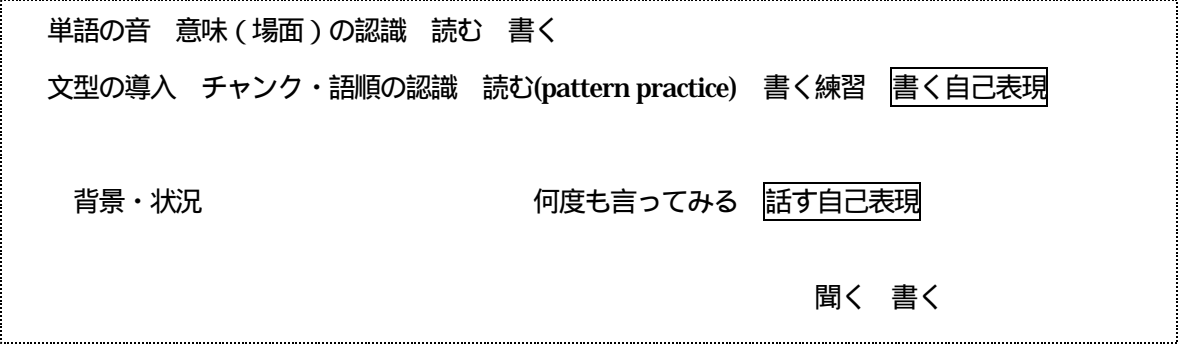 単語の音　意味（場面）の認識　読む　書く
文型の導入　チャンク・語順の認識　読む(pattern practice)　書く練習　書く自己表現
背景・状況　何度も言ってみる　話す自己表現
聞く　書く